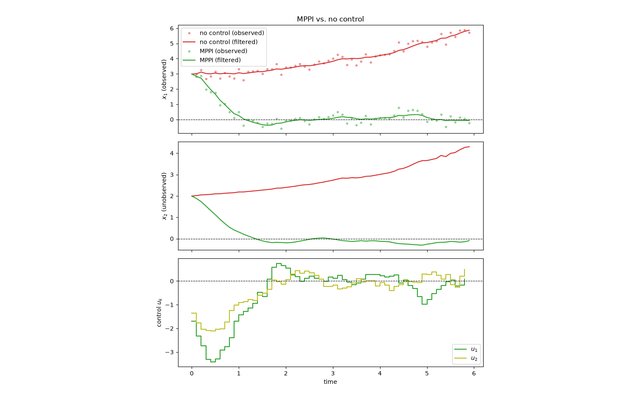 MPPI vs. no control
6
5
4
3
2
1
0
x₁ (observed)
no control (observed)
no control (filtered)
MPPI (observed)
MPPI (filtered)
4
3
2
1
0
x₂ (unobserved)
0
−1
−2
−3
control uₖ
u₁
u₂
0 1 2 3 4 5 6
time